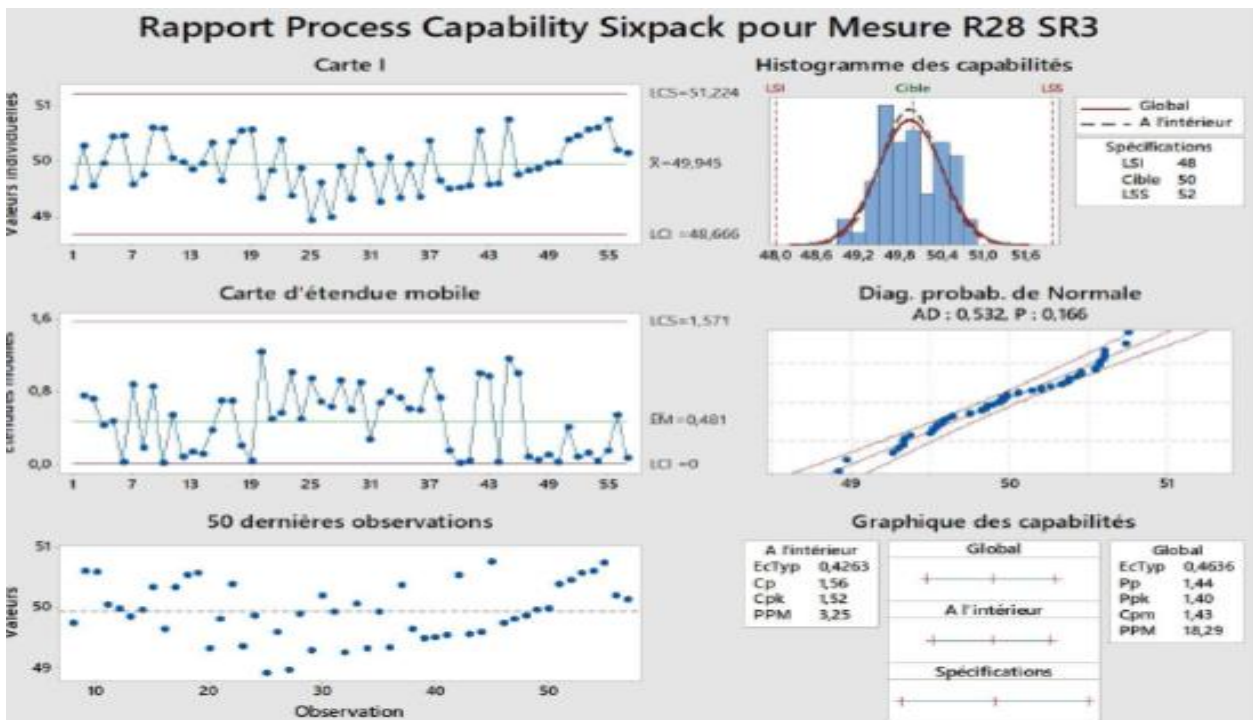 Rapport Process Capability Sixpack pour Mesure R28 SR3
Carte I
Valeurs individuelles
51
50
49
1 7 13 19 25 31 37 43 49 55
LCS=51,224
X̄=49,945
LCI=48,666
Histogramme des capabilités
LSI Cible LSS
48,0 48,6 49,2 49,8 50,4 51,0 51,6
Global
A l'intérieur
Spécifications
LSI 48
Cible 50
LSS 52
Carte d'étendue mobile
Etendues mobiles
1,6
0,8
0,0
1 7 13 19 25 31 37 43 49 55
LCS=1,571
EM=0,481
LCI=0
Diag. probab. de Normale
AD : 0,532, P : 0,166
49 50 51
50 dernières observations
Valeurs
51
50
49
10 20 30 40 50
Observation
Graphique des capabilités
A l'intérieur
EcTyp 0,4263
Cp 1,56
Cpk 1,52
PPM 3,25
Global
A l'intérieur
Spécifications
Global
EcTyp 0,4636
Pp 1,44
Ppk 1,40
Cpm 1,43
PPM 18,29